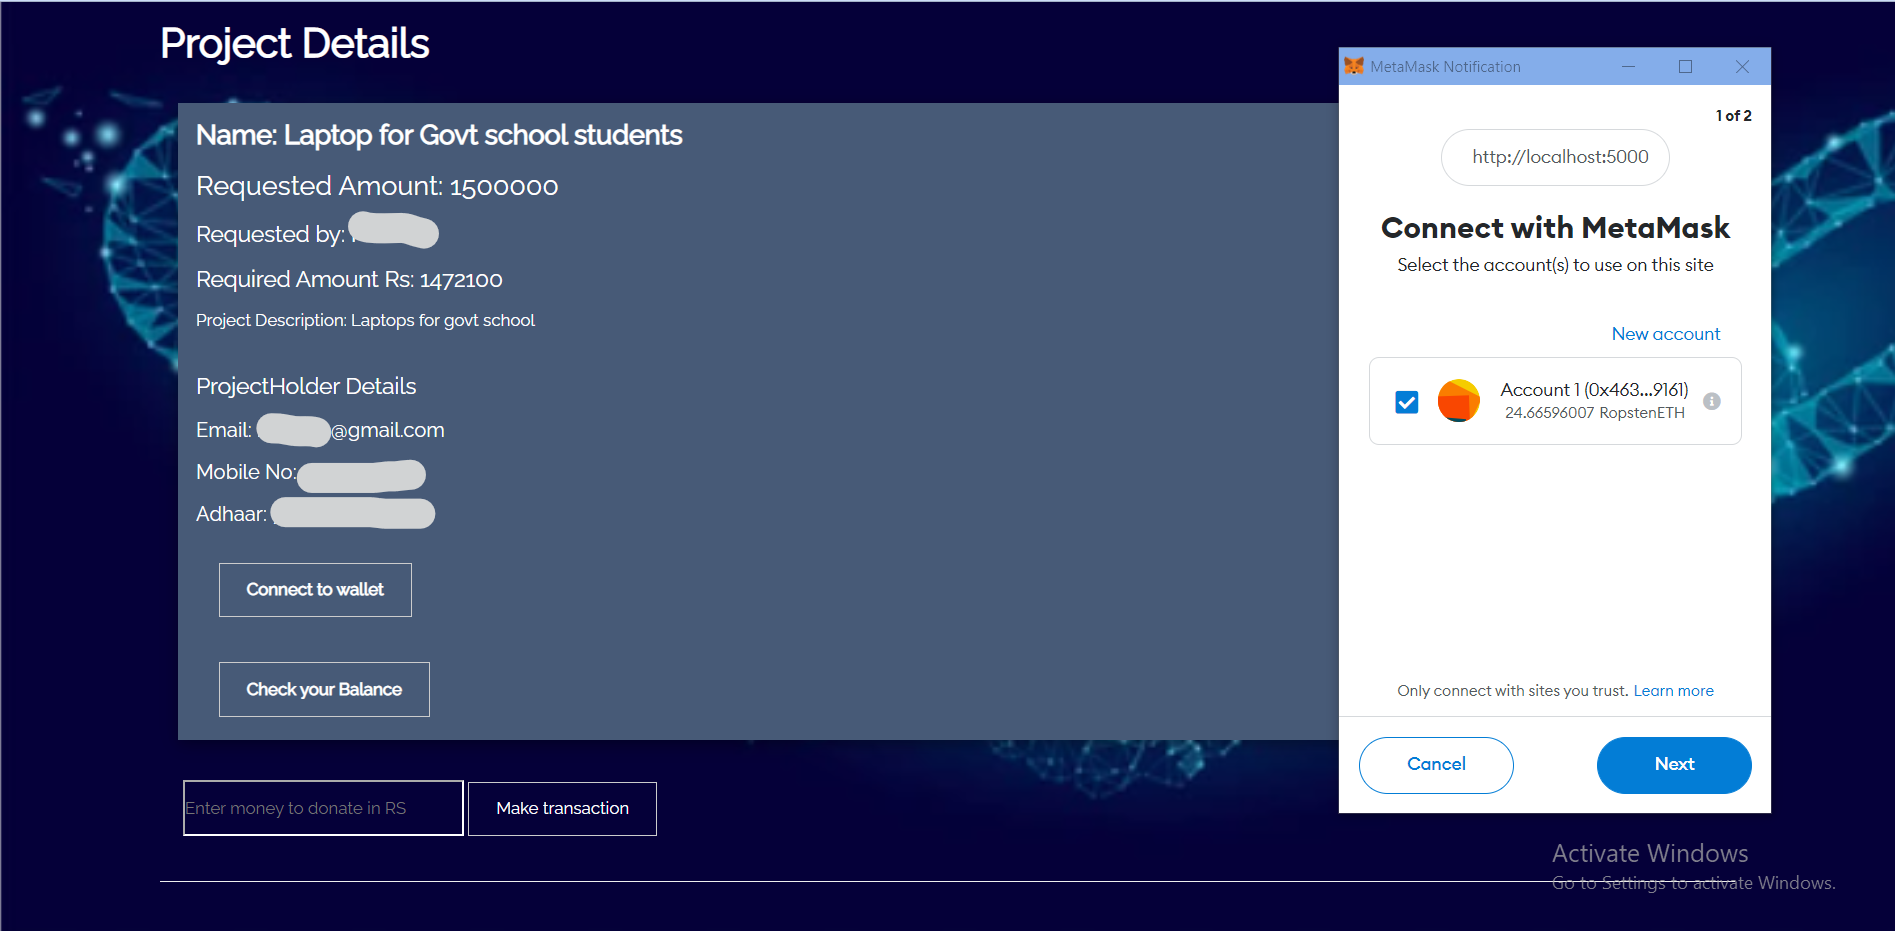 Project Details
Name: Laptop for Govt school students
Requested Amount: 1500000
Requested by:
Required Amount Rs: 1472100
Project Description: Laptops for govt school
ProjectHolder Details
Email: @gmail.com
Mobile No:
Adhaar:
Connect to wallet
Check your Balance
Enter money to donate in RS
Make transaction
MetaMask Notification
1 of 2
http://localhost:5000
Connect with MetaMask
Select the account(s) to use on this site
New account
Account 1 (0x463...9161)
24.66596007 RopstenETH
Only connect with sites you trust. Learn more
Cancel
Next
Activate Windows
Go to Settings to activate Windows.